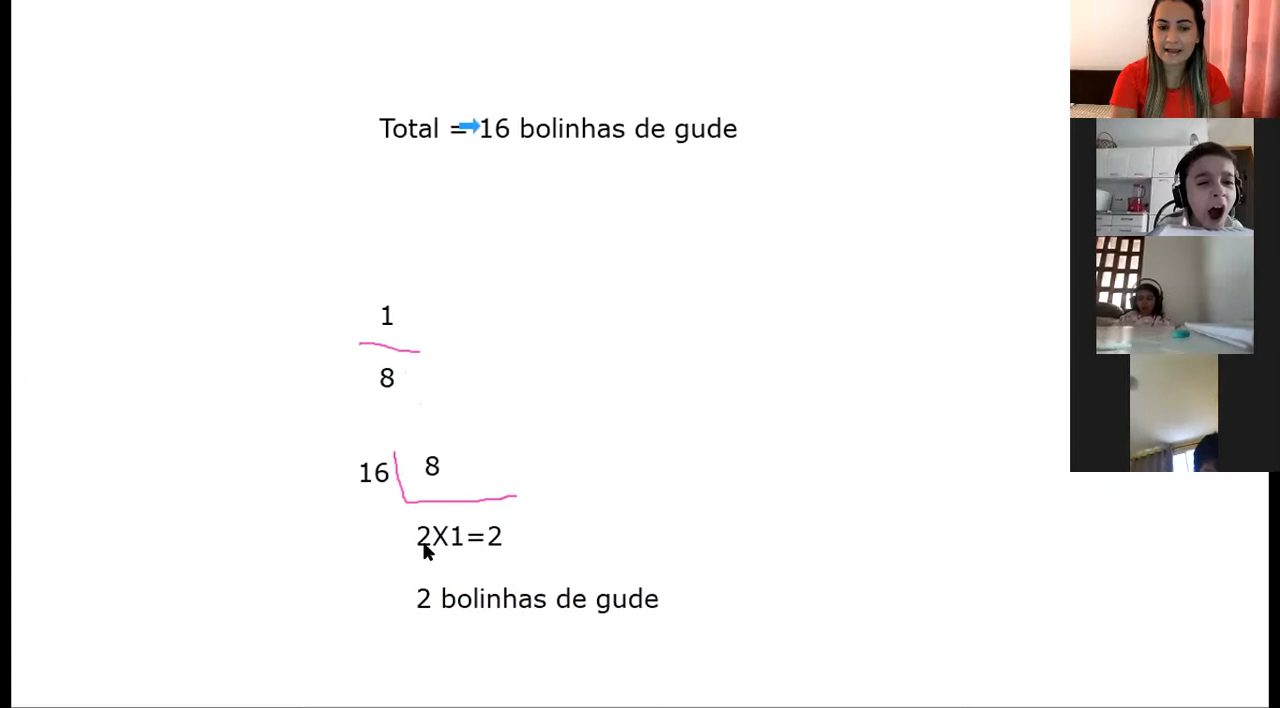 Total = 16 bolinhas de gude
1
8
16 8
2X1=2
2 bolinhas de gude